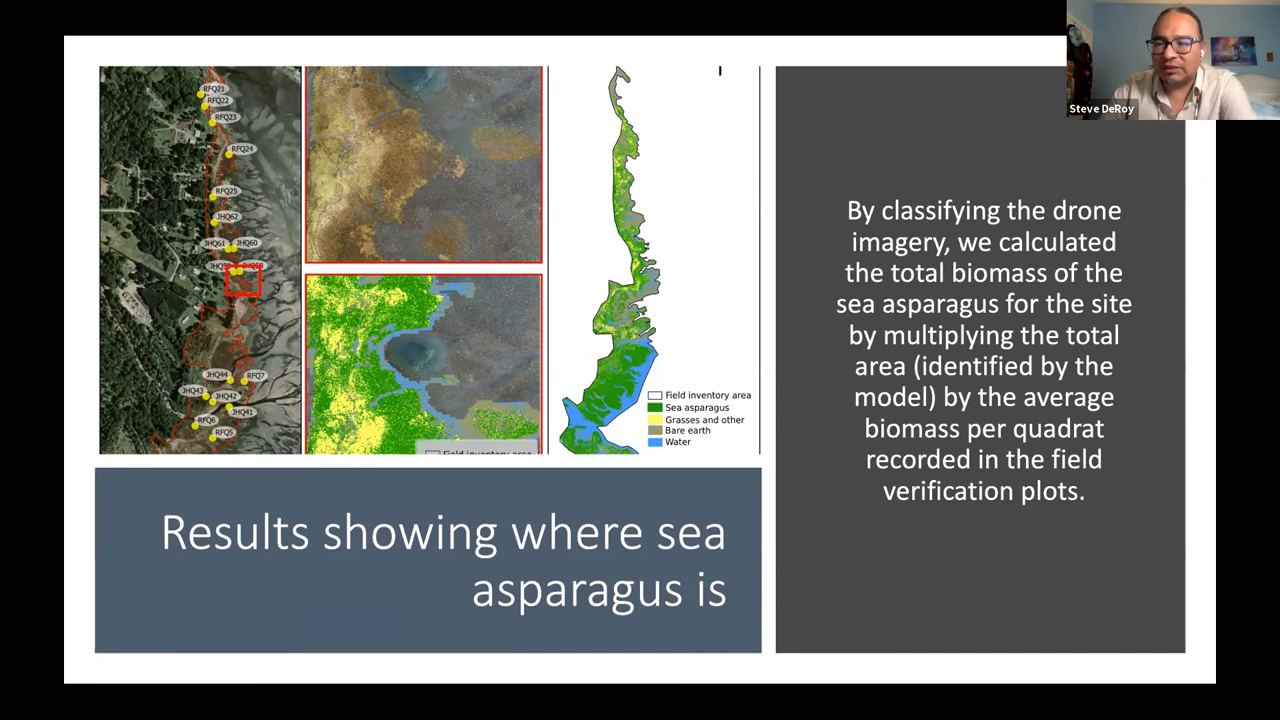 Steve DeRoy
RFQ21
RFQ22
RFQ23
RFQ24
RFQ25
JHQ62
JHQ61
JHQ60
JHQ44
RFQ7
JHQ43
JHQ42
JHQ41
RFQ6
RFQ5
Field inventory area
Field inventory area
Sea asparagus
Grasses and other
Bare earth
Water
Results showing where sea
asparagus is
By classifying the drone
imagery, we calculated
the total biomass of the
sea asparagus for the site
by multiplying the total
area (identified by the
model) by the average
biomass per quadrat
recorded in the field
verification plots.